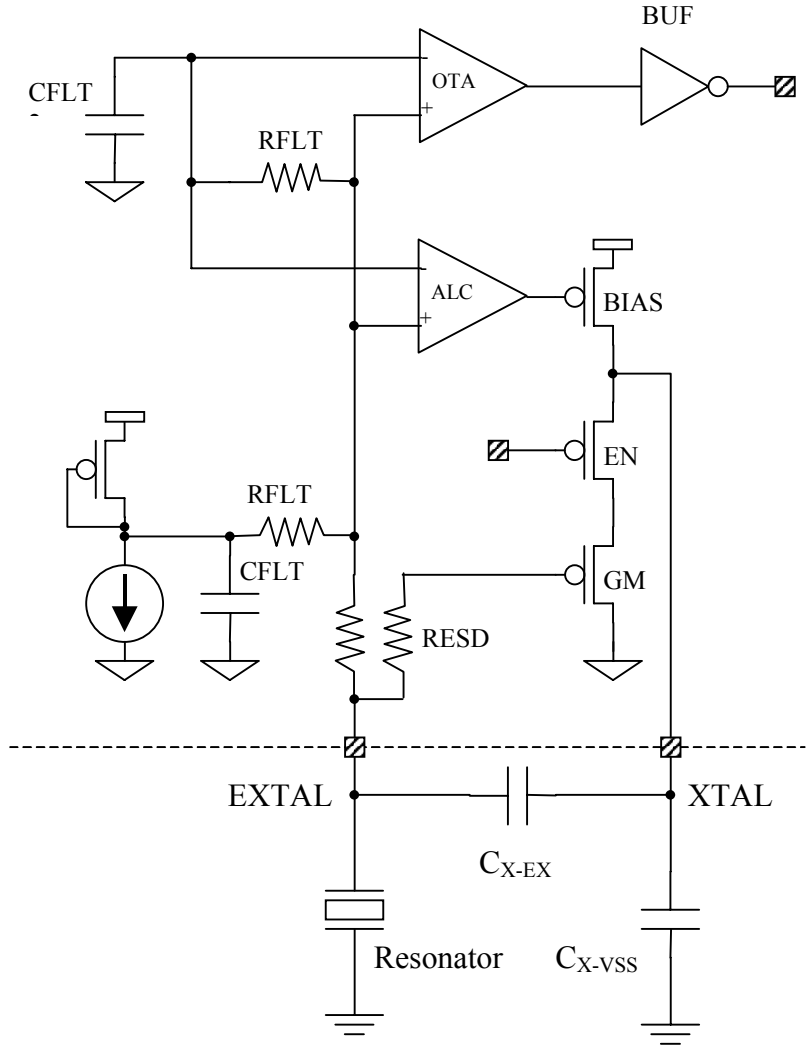 BUF
CFLT
OTA
-
+
RFLT
-
ALC
+
BIAS
EN
RFLT
CFLT
GM
RESD
EXTAL
XTAL
CX-EX
Resonator
CX-VSS